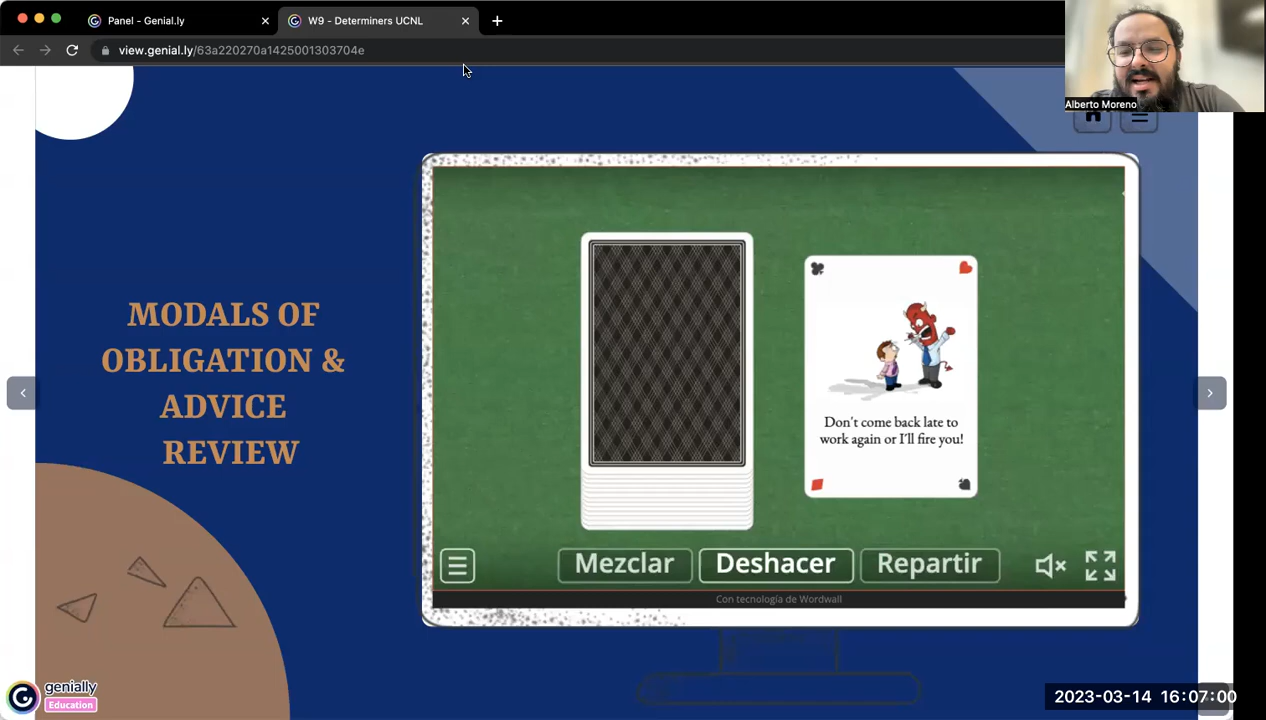 Panel - Genial.ly
W9 - Determiners UCNL
view.genial.ly/63a220270a1425001303704e
Alberto Moreno
MODALS OF
OBLIGATION &
ADVICE
REVIEW
Don't come back late to
work again or I'll fire you!
Mezclar
Deshacer
Repartir
Con tecnología de Wordwall
genially
Education
2023-03-14 16:07:00